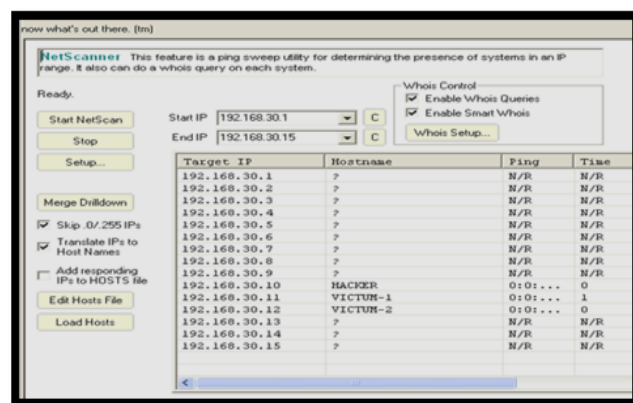 now what's out there. (tm)
NetScanner This feature is a ping sweep utility for determining the presence of systems in an IP
range. It also can do a whois query on each system.
Ready.
Whois Control
Enable Whois Queries
Enable Smart Whois
Whois Setup...
Start NetScan
Stop
Setup...
Start IP 192.168.30.1 C
End IP 192.168.30.15 C
Merge Drilldown
Skip .0/.255 IPs
Translate IPs to
Host Names
Add responding
IPs to HOSTS file
Edit Hosts File
Load Hosts
Target IP Hostname Ping Time
192.168.30.1 ? N/R N/R
192.168.30.2 ? N/R N/R
192.168.30.3 ? N/R N/R
192.168.30.4 ? N/R N/R
192.168.30.5 ? N/R N/R
192.168.30.6 ? N/R N/R
192.168.30.7 ? N/R N/R
192.168.30.8 ? N/R N/R
192.168.30.9 ? N/R N/R
192.168.30.10 HACKER 0:0:... 0
192.168.30.11 VICTUM-1 0:0:... 1
192.168.30.12 VICTUM-2 0:0:... 0
192.168.30.13 ? N/R N/R
192.168.30.14 ? N/R N/R
192.168.30.15 ? N/R N/R